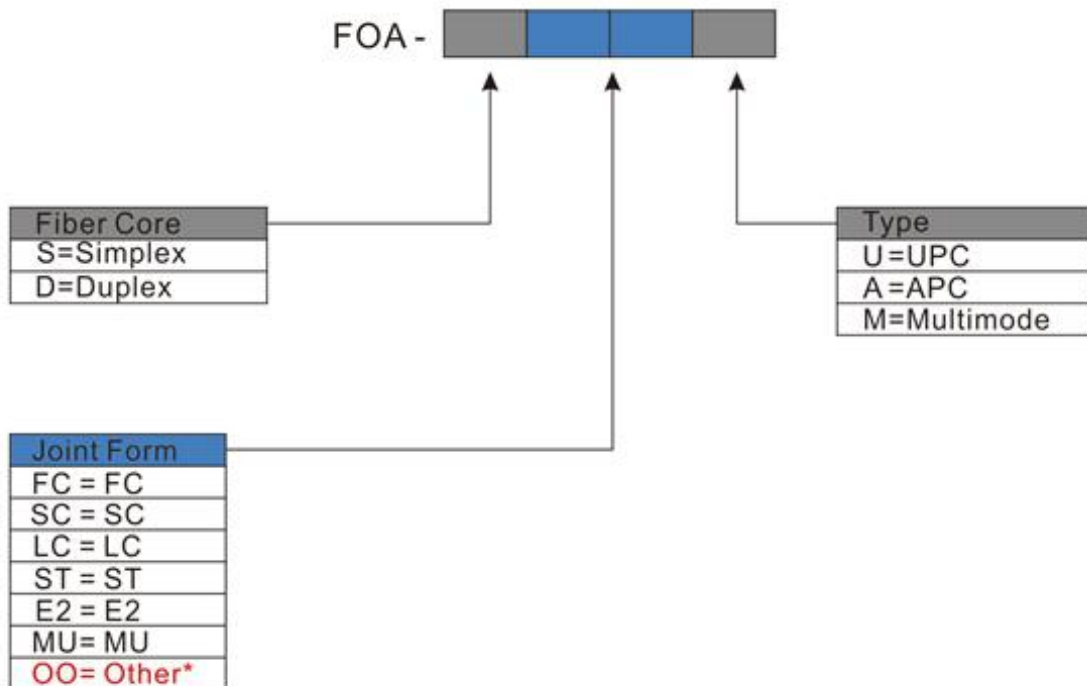 FOA -
Fiber Core
S=Simplex
D=Duplex
Type
U=UPC
A=APC
M=Multimode
Joint Form
FC = FC
SC = SC
LC = LC
ST = ST
E2 = E2
MU= MU
OO= Other*